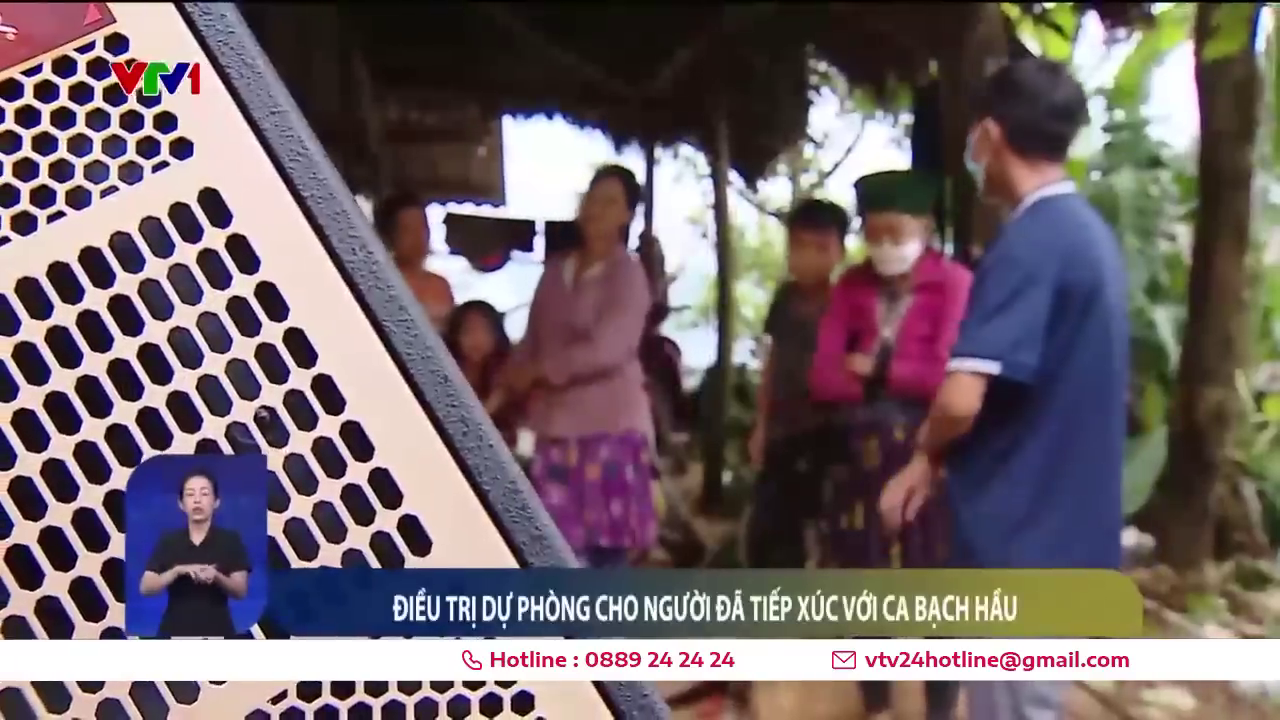 VTV1
ĐIỀU TRỊ DỰ PHÒNG CHO NGƯỜI ĐÃ TIẾP XÚC VỚI CA BẠCH HẦU
Hotline : 0889 24 24 24
vtv24hotline@gmail.com